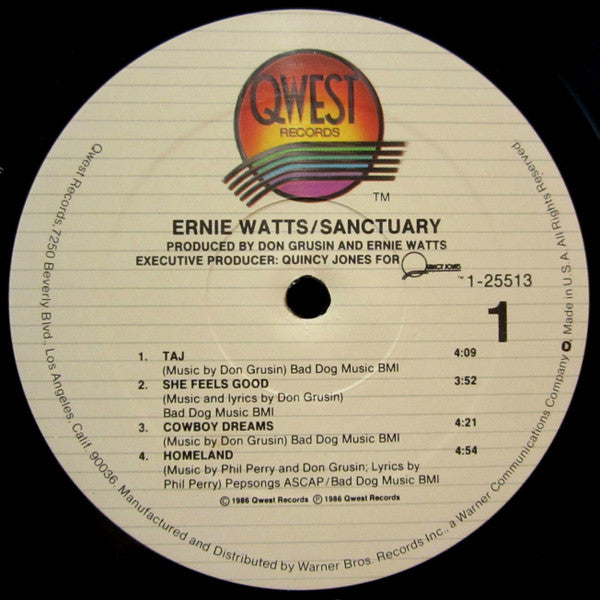 QWEST
RECORDS
TM
ERNIE WATTS/SANCTUARY
PRODUCED BY DON GRUSIN AND ERNIE WATTS
EXECUTIVE PRODUCER: QUINCY JONES FOR QUINCY JONES
™1-25513
1
1. TAJ 4:09
(Music by Don Grusin) Bad Dog Music BMI
2. SHE FEELS GOOD 3:52
(Music and lyrics by Don Grusin)
Bad Dog Music BMI
3. COWBOY DREAMS 4:21
(Music by Don Grusin) Bad Dog Music BMI
4. HOMELAND 4:54
(Music by Phil Perry and Don Grusin; Lyrics by
Phil Perry) Pepsongs ASCAP/Bad Dog Music BMI
© 1986 Qwest Records ℗ 1986 Qwest Records
Qwest Records, 7250 Beverly Blvd., Los Angeles Calif. 90036, Manufactured and Distributed by Warner Bros. Records Inc., a Warner Communications Company Made in U.S.A. All Rights Reserved.